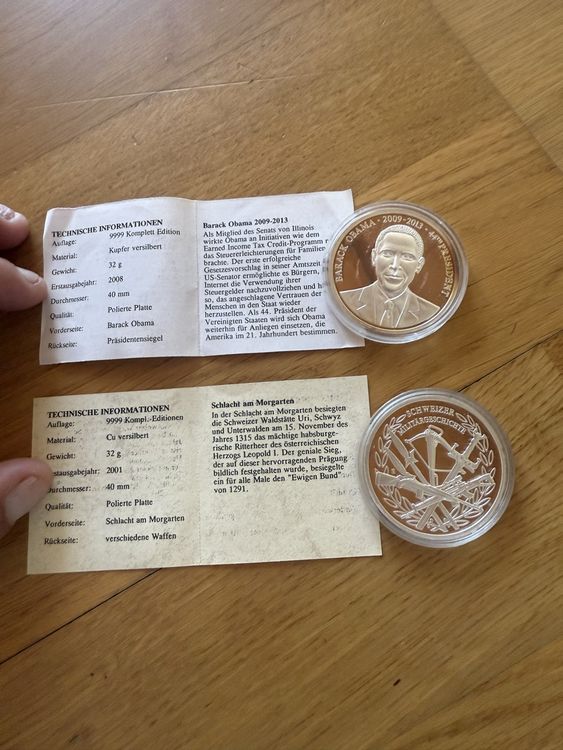 TECHNISCHE INFORMATIONEN
Auflage: 9999 Komplett Edition
Material: Kupfer versilbert
Gewicht: 32 g
Erstausgabejahr: 2008
Durchmesser: 40 mm
Qualität: Polierte Platte
Vorderseite: Barack Obama
Rückseite: Präsidentensiegel
Barack Obama 2009-2013
Als Mitglied des Senats von Illinois
wirkte Obama an Initiativen wie dem
Earned Income Tax Credit-Programm
das Steuererleichterungen für Familien
brachte. Der erste erfolgreiche
Gesetzesvorschlag in seiner Amtszeit
US-Senator ermöglichte es Bürgern,
Internet die Verwendung ihrer
Steuergelder nachzuvollziehen und
so, das angeschlagene Vertrauen der
Menschen in den Staat wieder
herzustellen. Als 44. Präsident der
Vereinigten Staaten wird sich Obama
weiterhin für Anliegen einsetzen, die
Amerika im 21. Jahrhundert bestimmen.
BARACK OBAMA · 2009-2013 · 44TH PRESIDENT
TECHNISCHE INFORMATIONEN
Auflage: 9999 Kompl.-Editionen
Material: Cu versilbert
Gewicht: 32 g
Erstausgabejahr: 2001
Durchmesser: 40 mm
Qualität: Polierte Platte
Vorderseite: Schlacht am Morgarten
Rückseite: verschiedene Waffen
Schlacht am Morgarten
In der Schlacht am Morgarten besiegten
die Schweizer Waldstätte Uri, Schwyz
und Unterwalden am 15. November des
Jahres 1315 das mächtige habsburge-
rische Ritterheer des österreichischen
Herzogs Leopold I. Der geniale Sieg,
der auf dieser hervorragenden Prägung
bildlich festgehalten wurde, besiegelte
ein für alle Male den "Ewigen Bund"
von 1291.
SCHWEIZER
MILITÄRGESCHICHTE